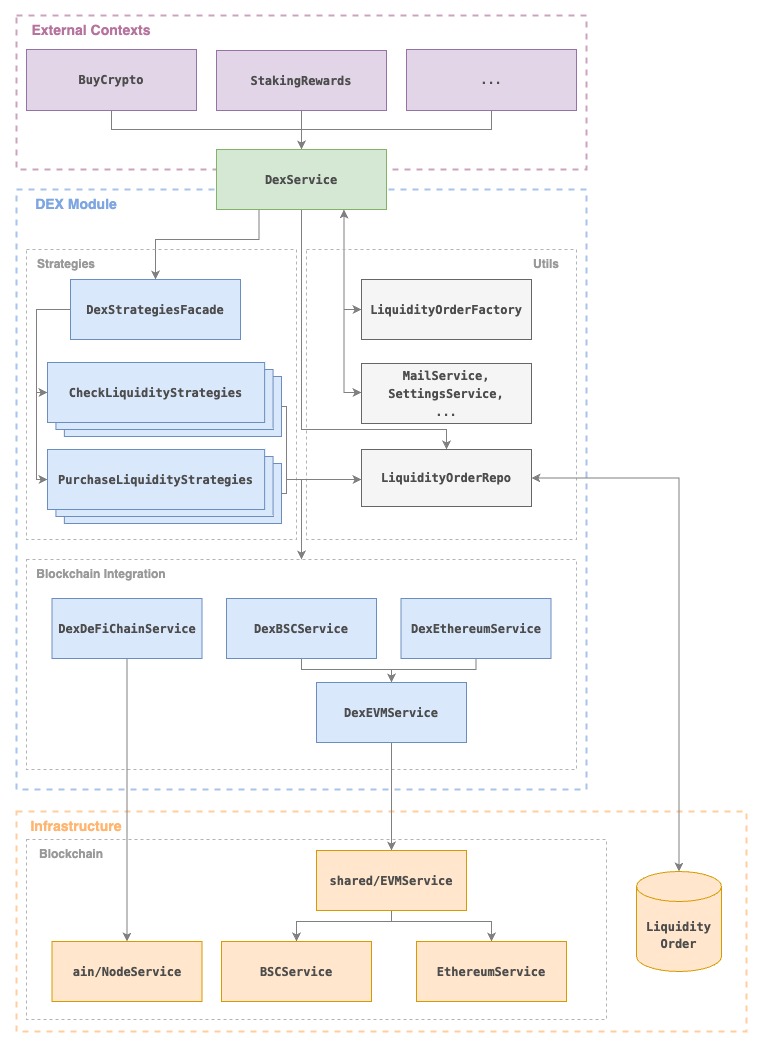 External Contexts
BuyCrypto
StakingRewards
...
DexService
DEX Module
Strategies
Utils
DexStrategiesFacade
LiquidityOrderFactory
CheckLiquidityStrategies
MailService,
SettingsService,
...
PurchaseLiquidityStrategies
LiquidityOrderRepo
Blockchain Integration
DexDeFiChainService
DexBSCService
DexEthereumService
DexEVMService
Infrastructure
Blockchain
shared/EVMService
Liquidity
Order
ain/NodeService
BSCService
EthereumService